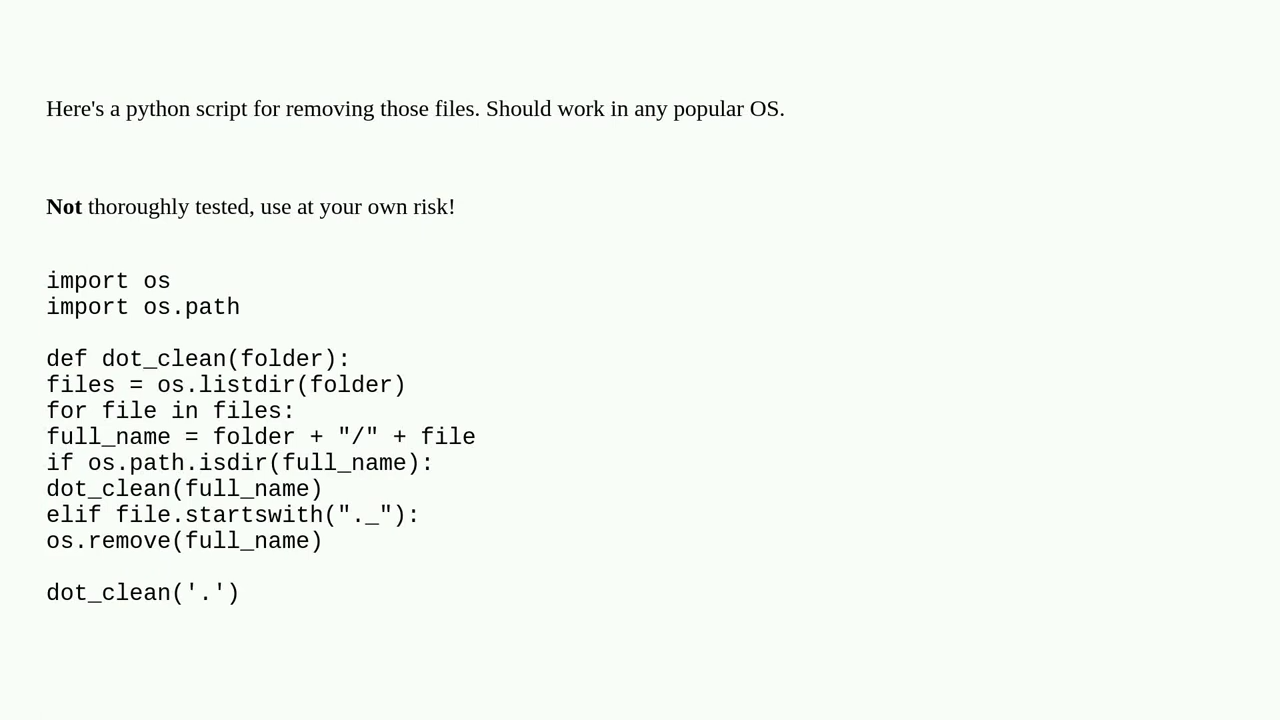 Here's a python script for removing those files. Should work in any popular OS.
Not thoroughly tested, use at your own risk!
import os
import os.path
def dot_clean(folder):
files = os.listdir(folder)
for file in files:
full_name = folder + "/" + file
if os.path.isdir(full_name):
dot_clean(full_name)
elif file.startswith("._"):
os.remove(full_name)
dot_clean('.')